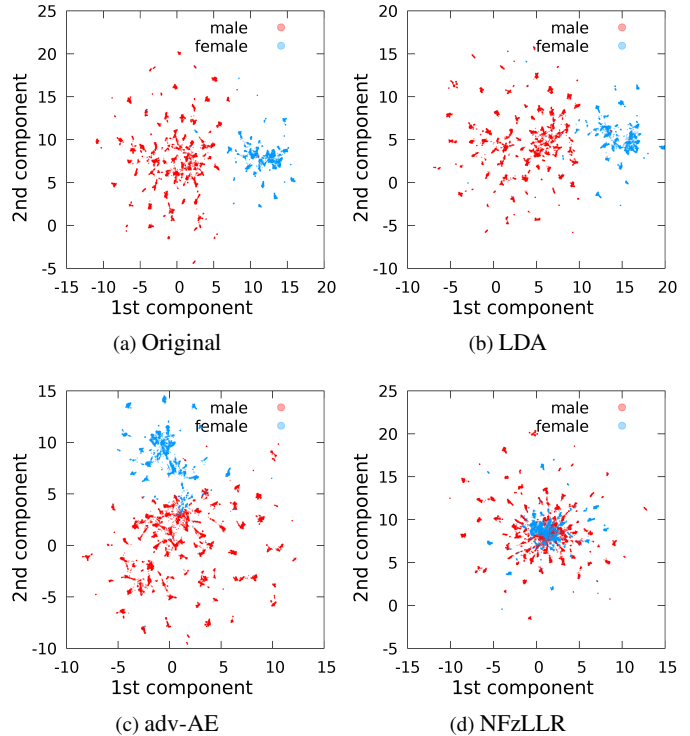 male
female
25
20
15
10
5
0
-5
-15 -10 -5 0 5 10 15 20
2nd component
1st component
(a) Original
male
female
20
15
10
5
0
-5
-10
-10 -5 0 5 10 15 20
2nd component
1st component
(b) LDA
male
female
15
10
5
0
-5
-10
-10 -5 0 5 10 15
2nd component
1st component
(c) adv-AE
male
female
25
20
15
10
5
0
-5
-15 -10 -5 0 5 10 15
2nd component
1st component
(d) NFzLLR